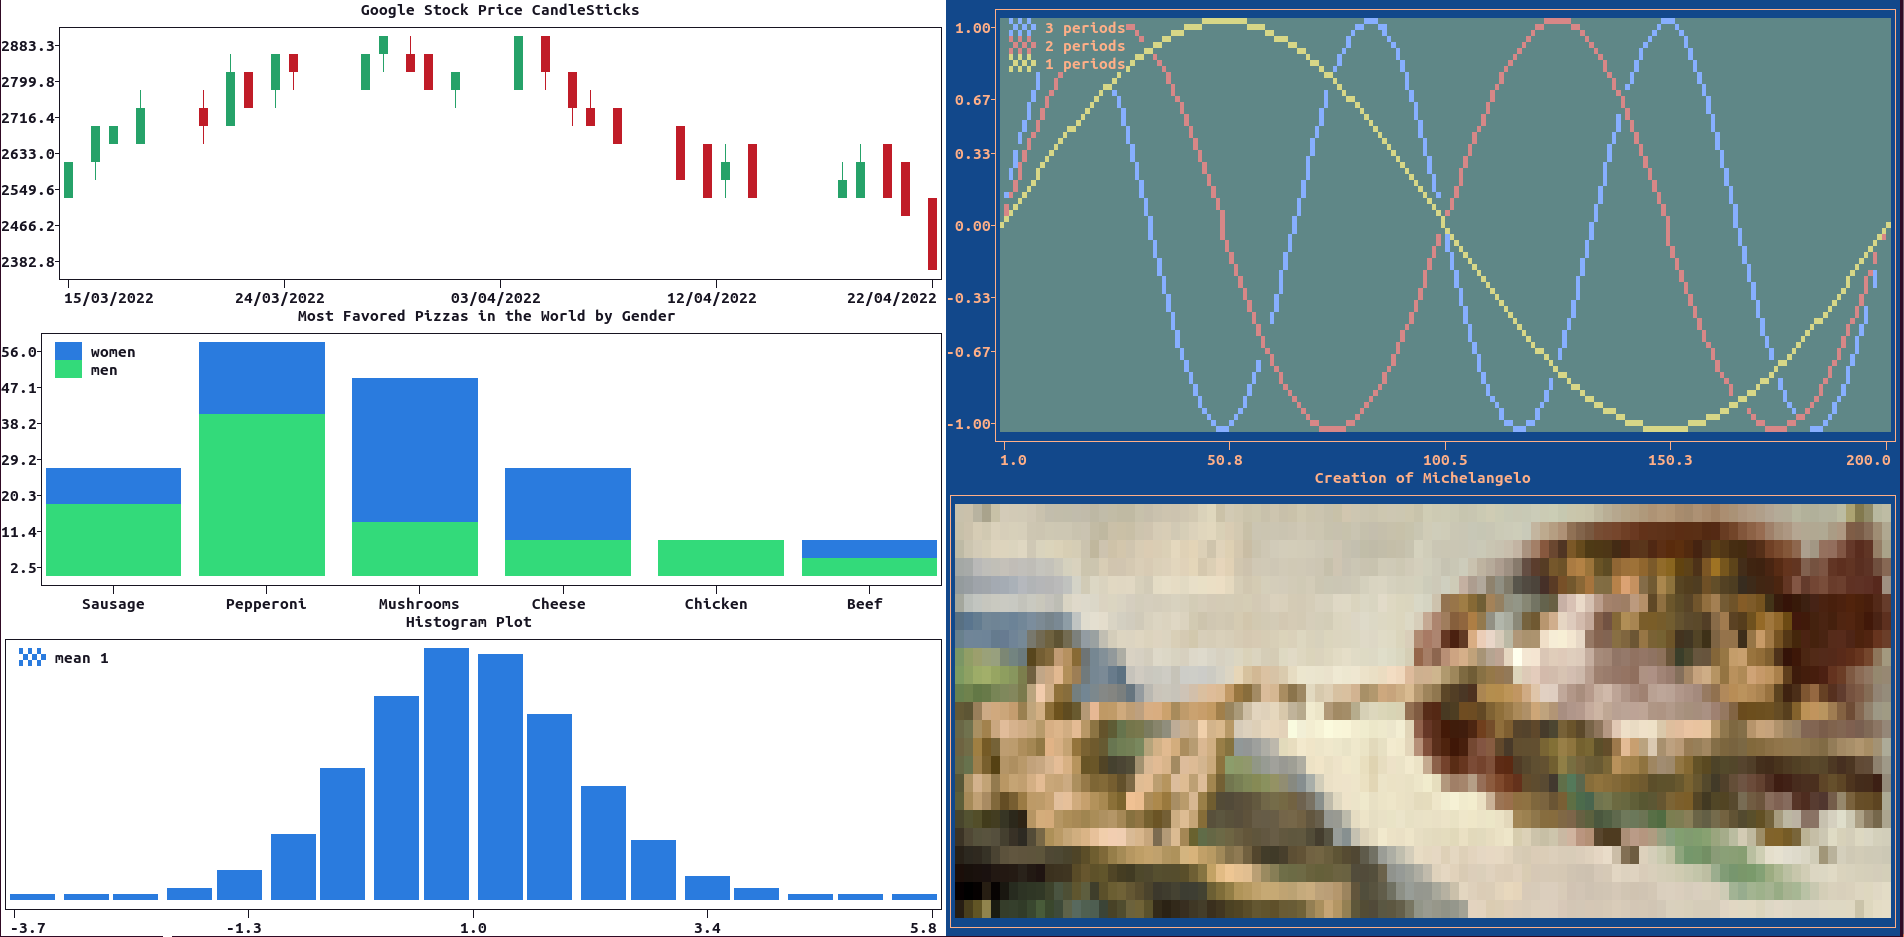 Google Stock Price CandleSticks
2883.3
2799.8
2716.4
2633.0
2549.6
2466.2
2382.8
15/03/2022 24/03/2022 03/04/2022 12/04/2022 22/04/2022
Most Favored Pizzas in the World by Gender
women
men
56.0
47.1
38.2
29.2
20.3
11.4
2.5
Sausage Pepperoni Mushrooms Cheese Chicken Beef
Histogram Plot
mean 1
-3.7 -1.3 1.0 3.4 5.8
3 periods
2 periods
1 periods
1.00
0.67
0.33
0.00
-0.33
-0.67
-1.00
1.0 50.8 100.5 150.3 200.0
Creation of Michelangelo